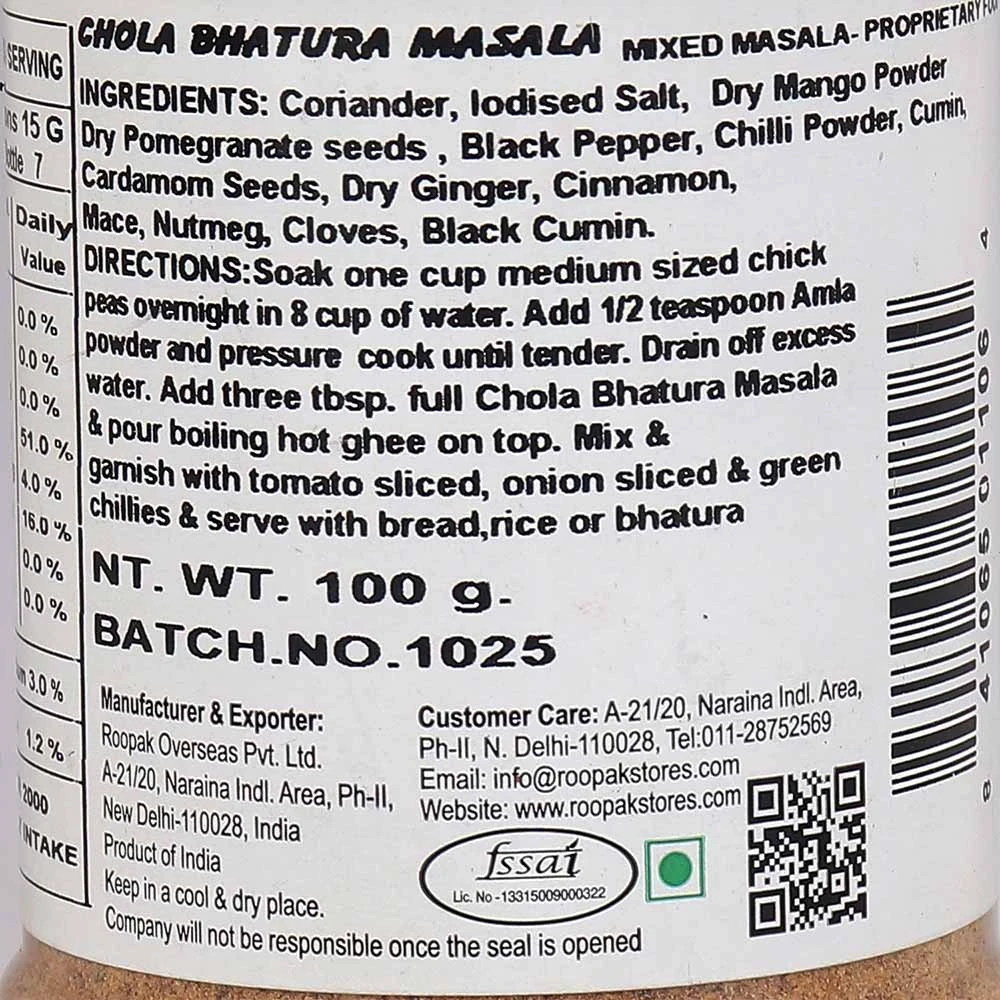 CHOLA BHATURA MASALA MIXED MASALA- PROPRIETARY
INGREDIENTS: Coriander, Iodised Salt, Dry Mango Powder
Dry Pomegranate seeds , Black Pepper, Chilli Powder, Cumin,
Cardamom Seeds, Dry Ginger, Cinnamon,
Mace, Nutmeg, Cloves, Black Cumin.
DIRECTIONS:Soak one cup medium sized chick
peas overnight in 8 cup of water. Add 1/2 teaspoon Amla
powder and pressure cook until tender. Drain off excess
water. Add three tbsp. full Chola Bhatura Masala
& pour boiling hot ghee on top. Mix &
garnish with tomato sliced, onion sliced & green
chillies & serve with bread,rice or bhatura
NT. WT. 100 g.
BATCH.NO.1025
Manufacturer & Exporter:
Roopak Overseas Pvt. Ltd.
A-21/20, Naraina Indl. Area, Ph-II,
New Delhi-110028, India
Product of India
Keep in a cool & dry place.
Company will not be responsible once the seal is opened
Customer Care: A-21/20, Naraina Indl. Area,
Ph-II, N. Delhi-110028, Tel:011-28752569
Email: info@roopakstores.com
Website: www.roopakstores.com
fssai
Lic. No -13315009000322
SERVING
15 G
7
Daily
Value
0.0 %
0.0 %
0.0 %
51.0 %
4.0 %
16.0 %
0.0 %
0.0 %
3.0 %
1.2 %
2000
INTAKE
8 41065 01106 4